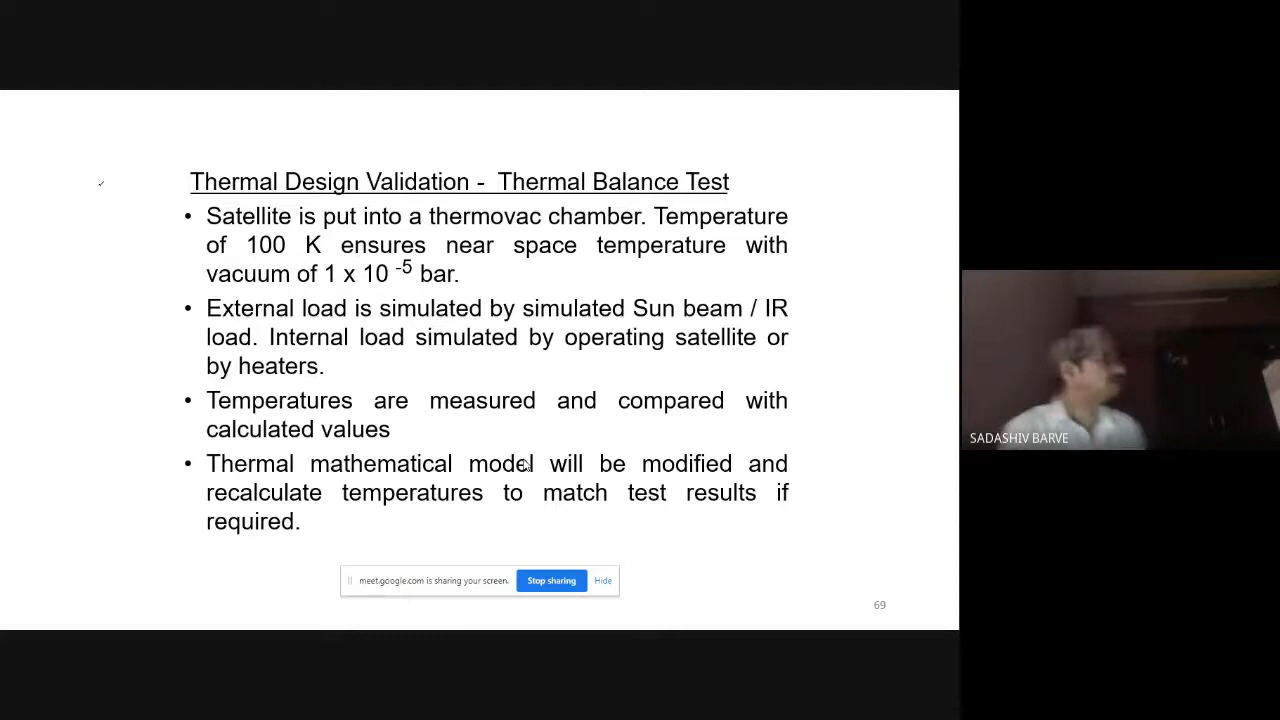 Thermal Design Validation - Thermal Balance Test
• Satellite is put into a thermovac chamber. Temperature
of 100 K ensures near space temperature with
vacuum of 1 x 10 -5 bar.
• External load is simulated by simulated Sun beam / IR
load. Internal load simulated by operating satellite or
by heaters.
• Temperatures are measured and compared with
calculated values
• Thermal mathematical model will be modified and
recalculate temperatures to match test results if
required.
meet.google.com is sharing your screen. Stop sharing Hide
69
SADASHIV BARVE